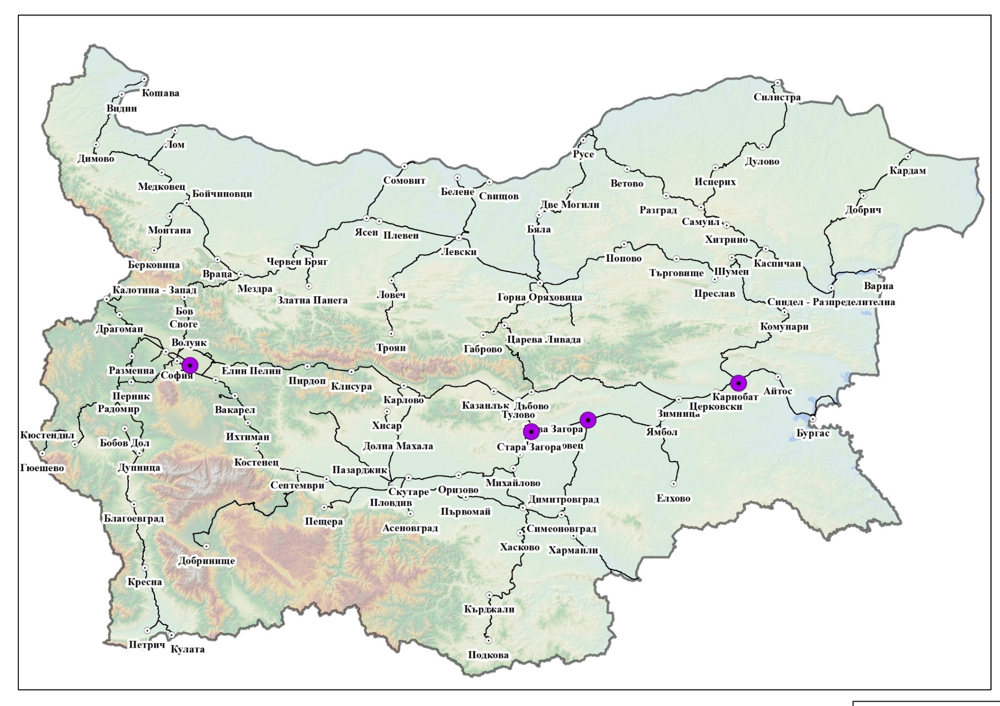 Силистра
Кошава
Видин
Лом
Русе
Димово
Дулово
Кардам
Сомовит
Ветово
Исперих
Медковец
Белене
Свищов
Бойчиновци
Две Могили
Разград
Добрич
Самуил
Монтана
Ясен
Плевен
Бяла
Хитрино
Левски
Попово
Червен Бряг
Каспичан
Берковица
Враца
Търговище
Шумен
Мездра
Варна
Калотина - Запад
Преслав
Златна Панега
Ловеч
Горна Оряховица
Синдел - Разпределителна
Бов
Своге
Драгоман
Комунари
Царева Ливада
Волуяк
Троян
Габрово
Разменна
Елин Пелин
София
Пирдоп
Клисура
Айтос
Перник
Карлово
Карнобат
Казанлък
Дъбово
Церковски
Радомир
Вакарел
Тулово
Зимница
Хисар
ва Загора
Ямбол
Бургас
Кюстендил
Ихтиман
Бобов Дол
Долна Махала
Стара Загора
овец
Костенец
Гюешево
Дупница
Пазарджик
Михайлово
Септември
Скутаре
Оризово
Елхово
Димитровград
Пловдив
Първомай
Благоевград
Пещера
Асеновград
Симеоновград
Хасково
Харманли
Добринище
Кресна
Кърджали
Петрич
Кулата
Подкова